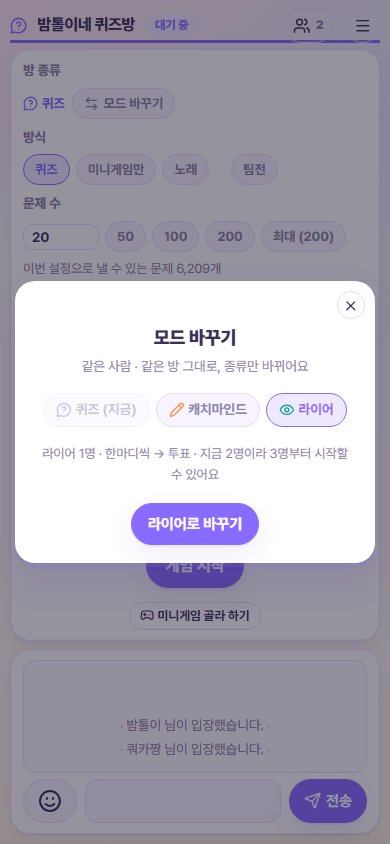 밤톨이네 퀴즈방 대기 중 2
방 종류
퀴즈 모드 바꾸기
방식
퀴즈 미니게임만 노래 팀전
문제 수
20 50 100 200 최대 (200)
이번 설정으로 낼 수 있는 문제 6,209개
모드 바꾸기
같은 사람 · 같은 방 그대로, 종류만 바뀌어요
퀴즈 (지금) 캐치마인드 라이어
라이어 1명 · 한마디씩 → 투표 · 지금 2명이라 3명부터 시작할
수 있어요
라이어로 바꾸기
게임 시작
미니게임 골라 하기
· 밤톨이 님이 입장했습니다. ·
· 쿼카짱 님이 입장했습니다. ·
전송